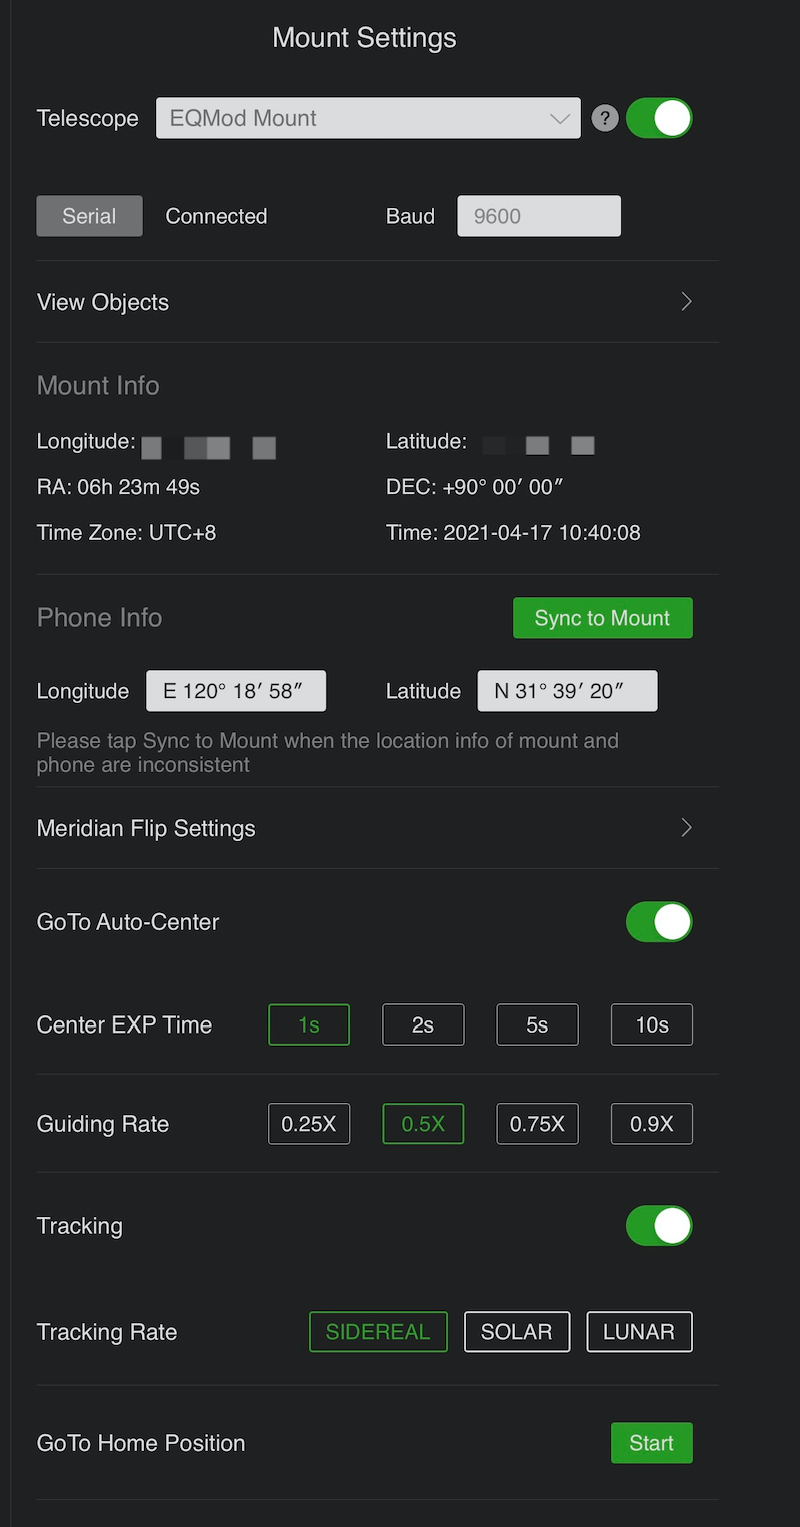 Mount Settings
Telescope EQMod Mount ?
Serial Connected Baud 9600
View Objects
Mount Info
Longitude: Latitude:
RA: 06h 23m 49s DEC: +90° 00′ 00″
Time Zone: UTC+8 Time: 2021-04-17 10:40:08
Phone Info Sync to Mount
Longitude E 120° 18′ 58″ Latitude N 31° 39′ 20″
Please tap Sync to Mount when the location info of mount and
phone are inconsistent
Meridian Flip Settings
GoTo Auto-Center
Center EXP Time 1s 2s 5s 10s
Guiding Rate 0.25X 0.5X 0.75X 0.9X
Tracking
Tracking Rate SIDEREAL SOLAR LUNAR
GoTo Home Position Start